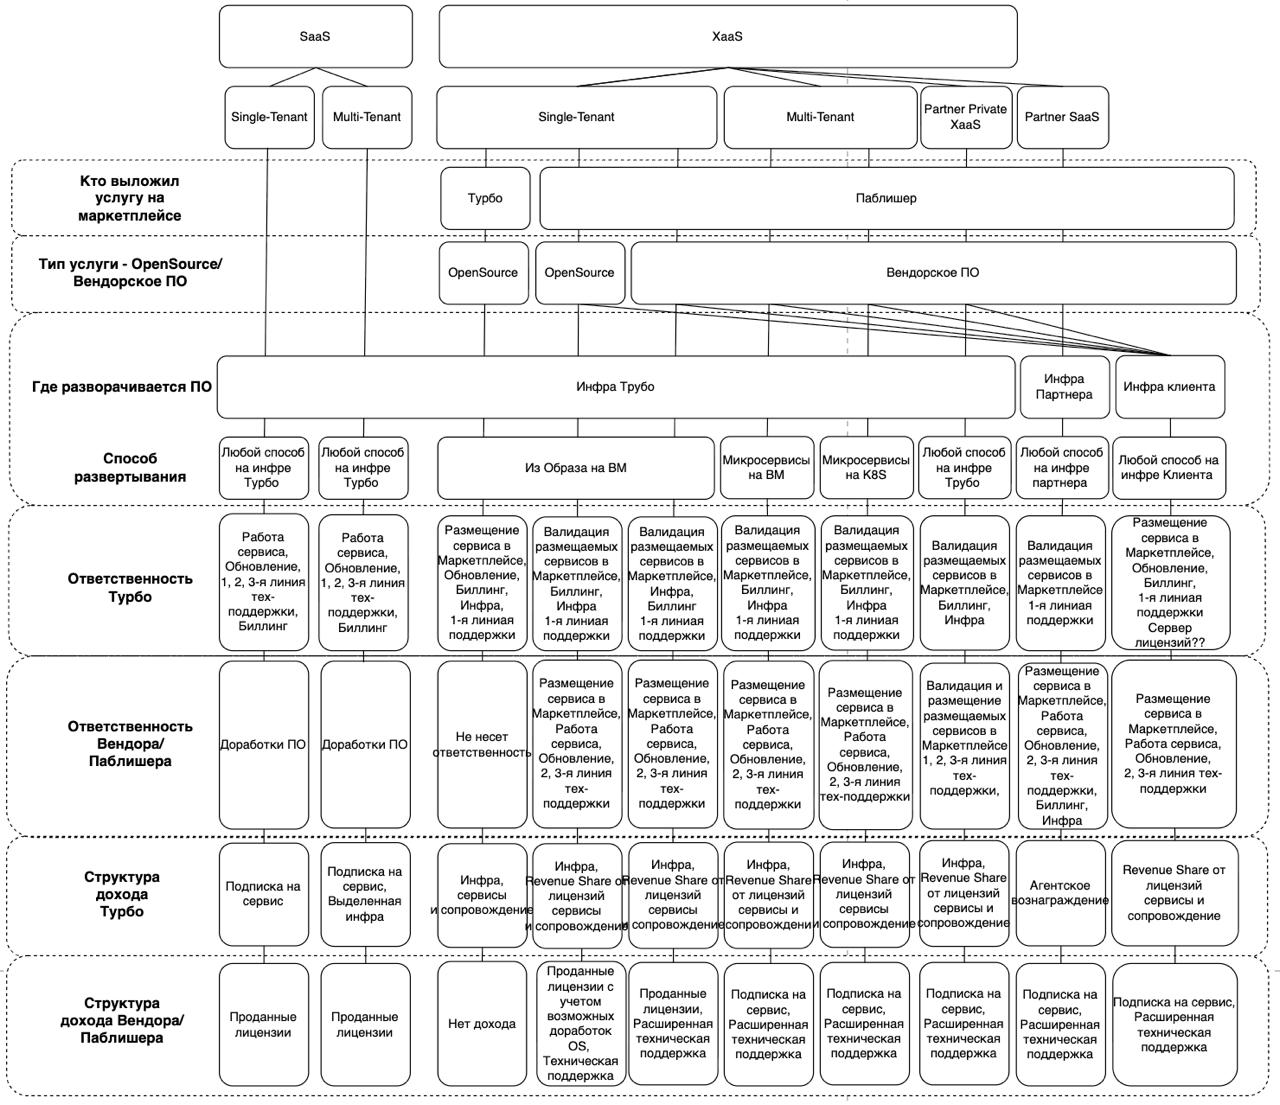 SaaS
XaaS
Single-Tenant
Multi-Tenant
Single-Tenant
Multi-Tenant
Partner Private
XaaS
Partner SaaS
Кто выложил
услугу на
маркетплейсе
Турбо
Паблишер
Тип услуги - OpenSource/
Вендорское ПО
OpenSource
OpenSource
Вендорское ПО
Где разворачивается ПО
Инфра Трубо
Инфра
Партнера
Инфра клиента
Способ
развертывания
Любой способ
на инфре
Турбо
Любой способ
на инфре
Турбо
Из Образа на ВМ
Микросервисы
на ВМ
Микросервисы
на K8S
Любой способ
на инфре
Трубо
Любой способ
на инфре
партнера
Любой способ на
инфре Клиента
Ответственность
Турбо
Работа
сервиса,
Обновление,
1, 2, 3-я линия
тех-
поддержки,
Биллинг
Работа
сервиса,
Обновление,
1, 2, 3-я линия
тех-
поддержки,
Биллинг
Размещение
сервиса в
Маркетплейсе,
Обновление,
Биллинг,
Инфра,
1-я линиая
поддержки
Валидация
размещаемых
сервисов в
Маркетплейсе,
Биллинг,
Инфра
1-я линиая
поддержки
Валидация
размещаемых
сервисов в
Маркетплейсе,
Инфра,
Биллинг
1-я линиая
поддержки
Валидация
размещаемых
сервисов в
Маркетплейсе,
Биллинг,
Инфра
1-я линиая
поддержки
Валидация
размещаемых
сервисов в
Маркетплейсе,
Биллинг,
Инфра
1-я линиая
поддержки
Валидация
размещаемых
сервисов в
Маркетплейсе,
Биллинг,
Инфра
Валидация
размещаемых
сервисов в
Маркетплейсе
1-я линиая
поддержки
Размещение
сервиса в
Маркетплейсе,
Обновление,
Биллинг,
1-я линиая
поддержки
Сервер
лицензий??
Ответственность
Вендора/
Паблишера
Доработки ПО
Доработки ПО
Не несет
ответственность
Размещение
сервиса в
Маркетплейсе,
Работа
сервиса,
Обновление,
2, 3-я линия
тех-
поддержки
Размещение
сервиса в
Маркетплейсе,
Работа
сервиса,
Обновление,
2, 3-я линия
тех-
поддержки
Размещение
сервиса в
Маркетплейсе,
Работа
сервиса,
Обновление,
2, 3-я линия
тех-
поддержки
Размещение
сервиса в
Маркетплейсе,
Работа
сервиса,
Обновление,
2, 3-я линия
тех-поддержки
Валидация и
размещение
размещаемых
сервисов в
Маркетплейсе
1, 2, 3-я линия
тех-
поддержки,
Размещение
сервиса в
Маркетплейсе,
Работа
сервиса,
Обновление,
2, 3-я линия
тех-
поддержки,
Биллинг,
Инфра
Размещение
сервиса в
Маркетплейсе,
Работа сервиса,
Обновление,
2, 3-я линия тех-
поддержки
Структура
дохода
Турбо
Подписка на
сервис
Подписка на
сервис,
Выделенная
инфра
Инфра,
сервисы
и сопровождение
Инфра,
Revenue Share от
лицензий
сервисы
и сопровождение
Инфра,
Revenue Share от
лицензий
сервисы
и сопровождение
Инфра,
Revenue Share
от лицензий
сервисы и
сопровождение
Инфра,
Revenue Share от
лицензий
сервисы
и сопровождение
Инфра,
Revenue Share
от лицензий
сервисы и
сопровождение
Агентское
вознаграждение
Revenue Share от
лицензий
сервисы и
сопровождение
Структура
дохода Вендора/
Паблишера
Проданные
лицензии
Проданные
лицензии
Нет дохода
Проданные
лицензии с
учетом
возможных
доработок
OS,
Техническая
поддержка
Проданные
лицензии,
Расширенная
техническая
поддержка
Подписка на
сервис,
Расширенная
техническая
поддержка
Подписка на
сервис,
Расширенная
техническая
поддержка
Подписка на
сервис,
Расширенная
техническая
поддержка
Подписка на
сервис,
Расширенная
техническая
поддержка
Подписка на сервис,
Расширенная
техническая
поддержка